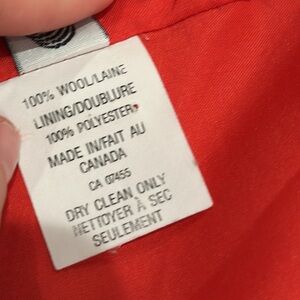 100% WOOL/LAINE
LINING/DOUBLURE
100% POLYESTER
MADE IN/FAIT AU
CANADA
CA 07455
DRY CLEAN ONLY
NETTOYER À SEC
SEULEMENT